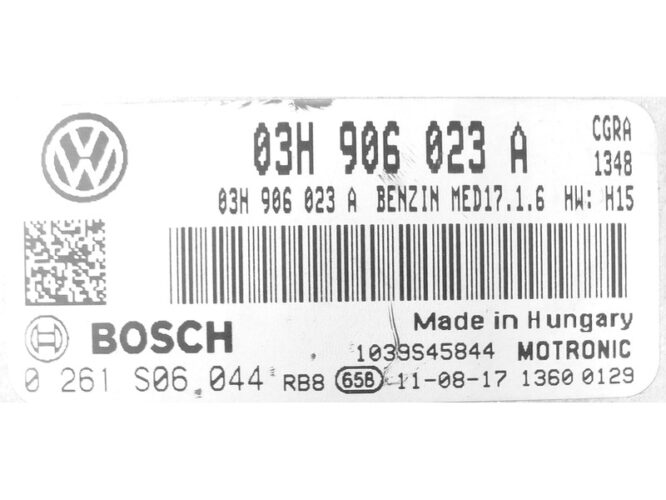 03H 906 023 A CGRA
1348
03H 906 023 A BENZIN MED17.1.6 HW: H15
BOSCH
Made in Hungary
1039S45844 MOTRONIC
0 261 S06 044 RB8 658 11-08-17 1360 0129